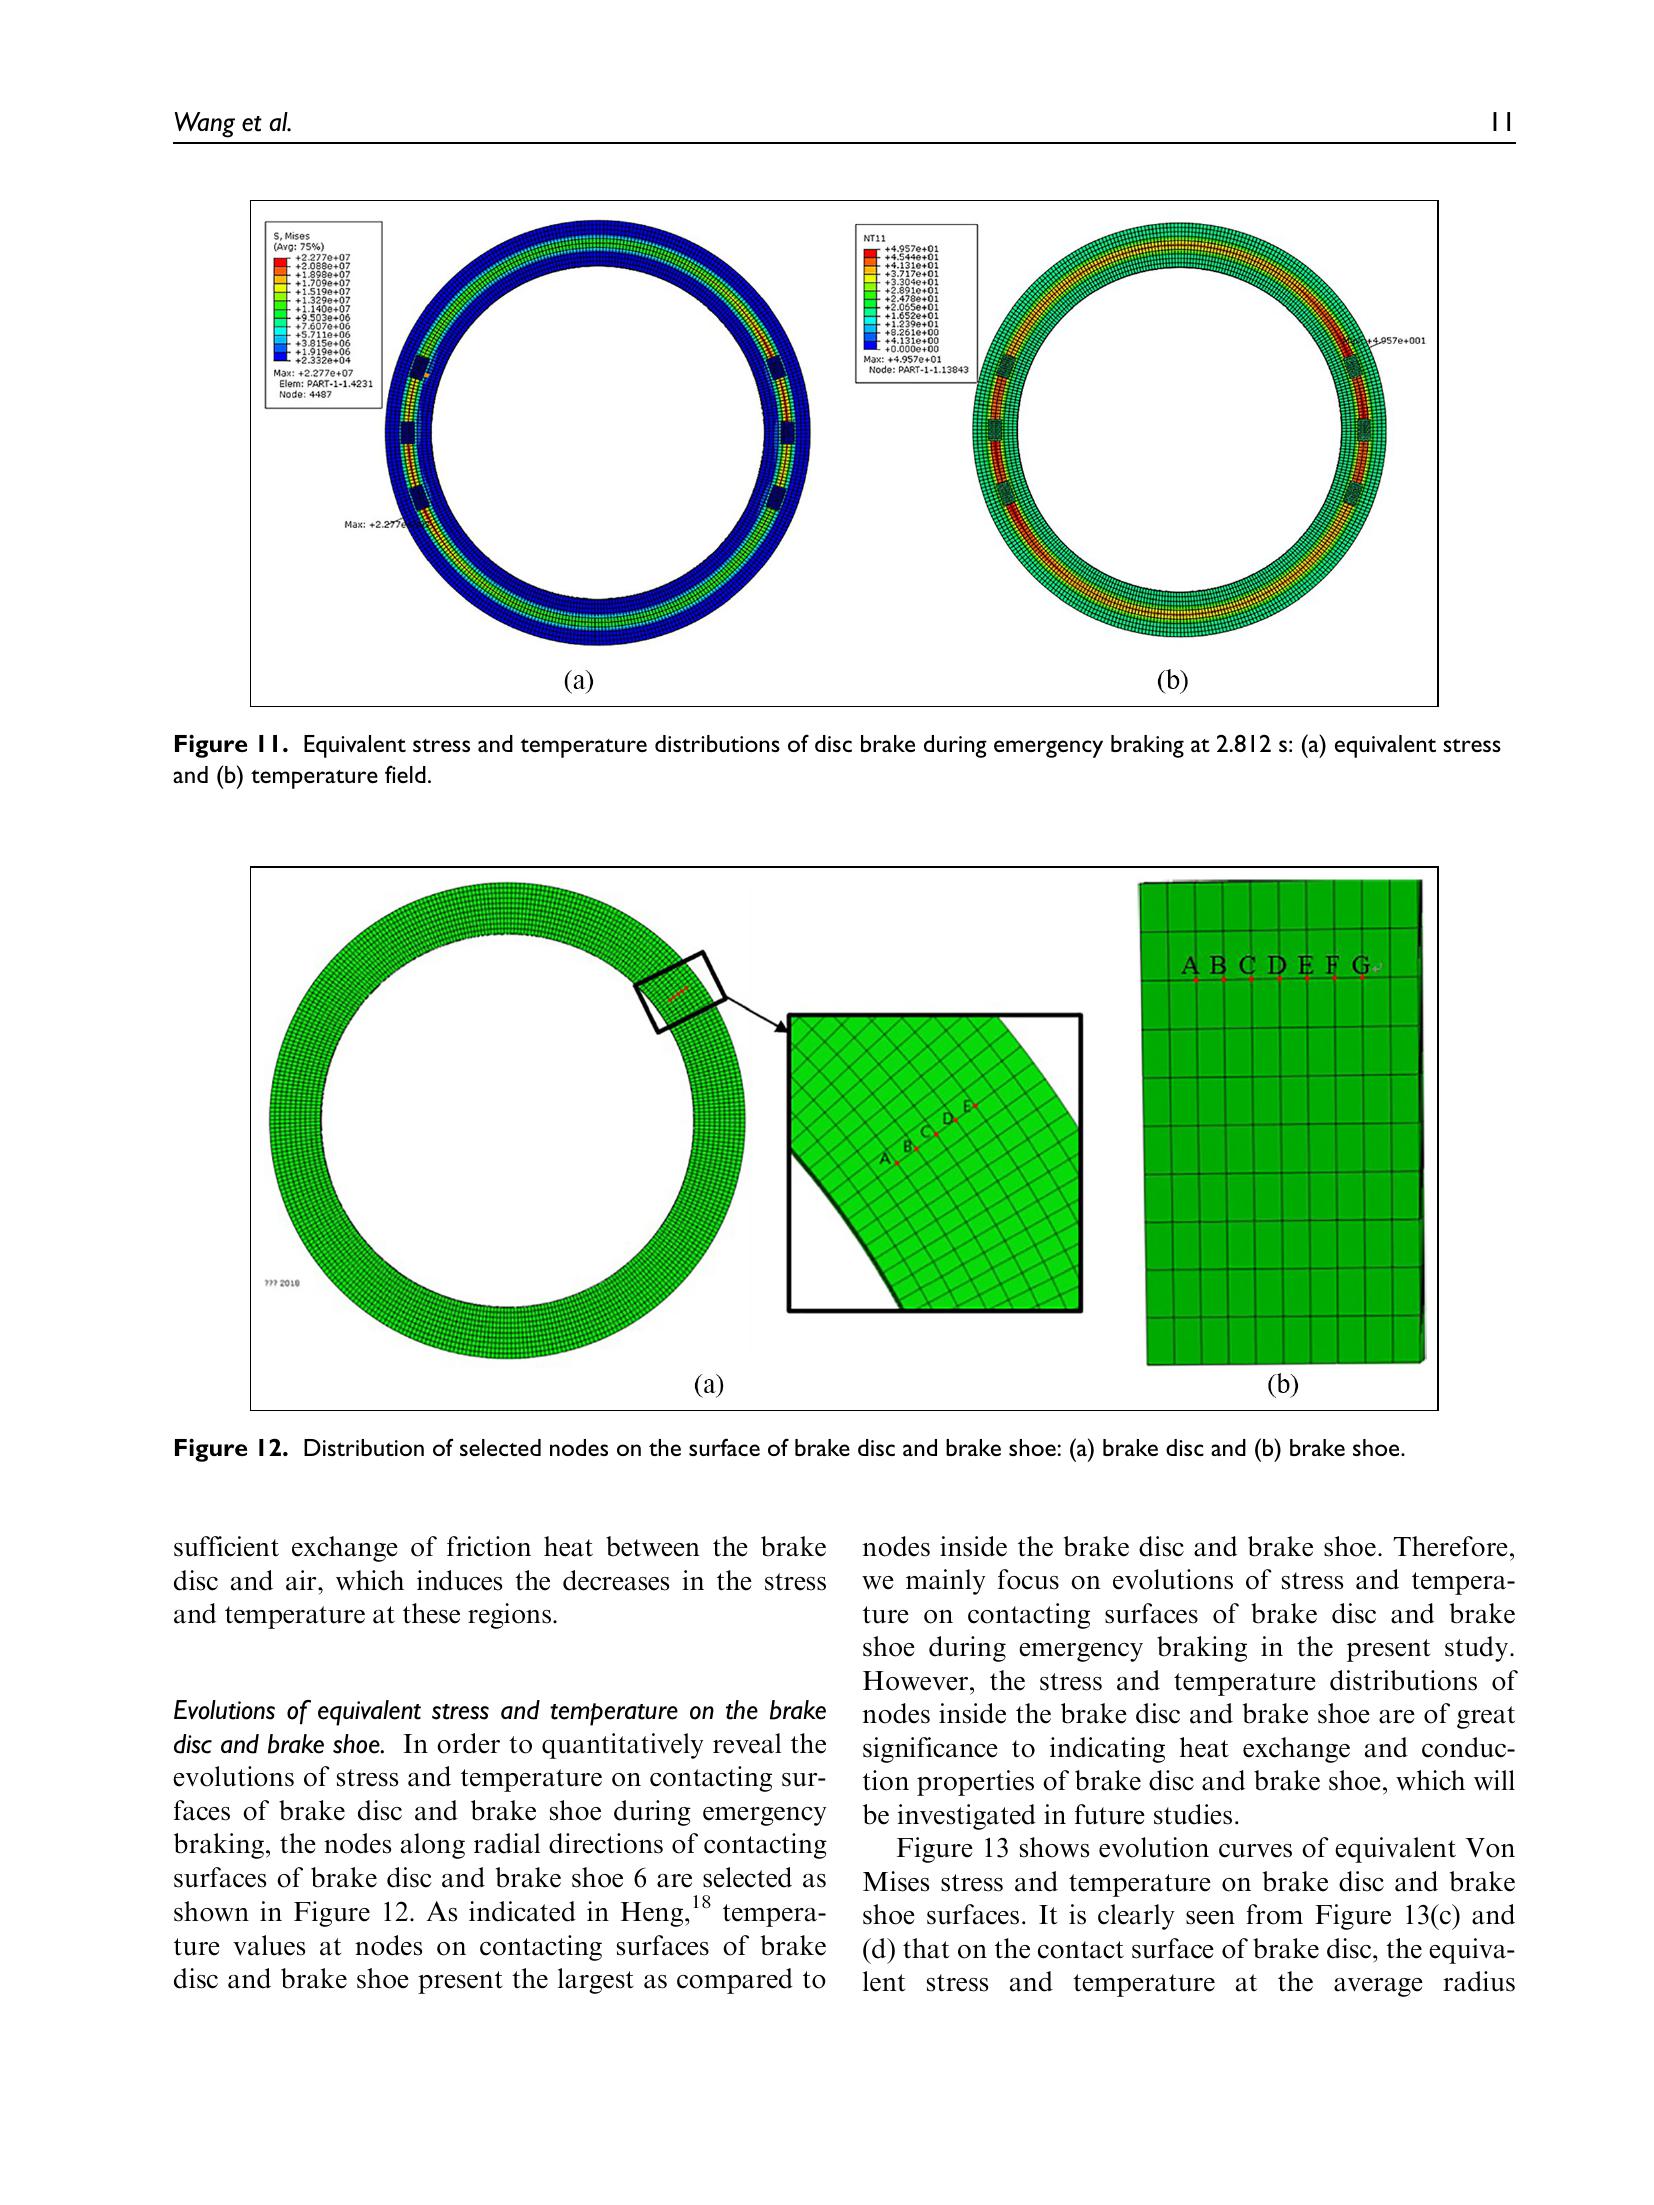 Wang et al.
11
S, Mises
(Avg: 75%)
+2.277e+07
+2.088e+07
+1.898e+07
+1.709e+07
+1.519e+07
+1.329e+07
+1.140e+07
+9.503e+06
+7.607e+06
+5.711e+06
+3.815e+06
+1.919e+06
+2.332e+04
Max: +2.277e+07
Elem: PART-1-1.4231
Node: 4487
Max: +2.277e
NT11
+4.957e+01
+4.544e+01
+4.131e+01
+3.717e+01
+3.304e+01
+2.891e+01
+2.478e+01
+2.065e+01
+1.652e+01
+1.239e+01
+8.261e+00
+4.131e+00
+0.000e+00
Max: +4.957e+01
Node: PART-1-1.13843
+4.957e+001
(a)
(b)
Figure 11. Equivalent stress and temperature distributions of disc brake during emergency braking at 2.812 s: (a) equivalent stress
and (b) temperature field.
A B C D E
A B C D E F G
??? 2018
(a)
(b)
Figure 12. Distribution of selected nodes on the surface of brake disc and brake shoe: (a) brake disc and (b) brake shoe.
sufficient exchange of friction heat between the brake
disc and air, which induces the decreases in the stress
and temperature at these regions.
Evolutions of equivalent stress and temperature on the brake
disc and brake shoe. In order to quantitatively reveal the
evolutions of stress and temperature on contacting sur-
faces of brake disc and brake shoe during emergency
braking, the nodes along radial directions of contacting
surfaces of brake disc and brake shoe 6 are selected as
shown in Figure 12. As indicated in Heng,18 tempera-
ture values at nodes on contacting surfaces of brake
disc and brake shoe present the largest as compared to
nodes inside the brake disc and brake shoe. Therefore,
we mainly focus on evolutions of stress and tempera-
ture on contacting surfaces of brake disc and brake
shoe during emergency braking in the present study.
However, the stress and temperature distributions of
nodes inside the brake disc and brake shoe are of great
significance to indicating heat exchange and conduc-
tion properties of brake disc and brake shoe, which will
be investigated in future studies.
Figure 13 shows evolution curves of equivalent Von
Mises stress and temperature on brake disc and brake
shoe surfaces. It is clearly seen from Figure 13(c) and
(d) that on the contact surface of brake disc, the equiva-
lent stress and temperature at the average radius